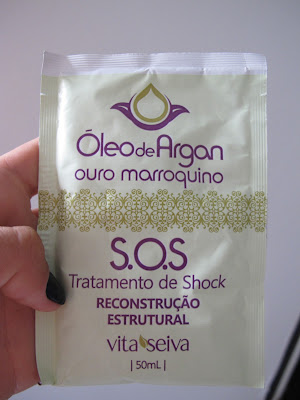 Óleo de Argan
ouro marroquino
S.O.S
Tratamento de Shock
RECONSTRUÇÃO
ESTRUTURAL
vita seiva
| 50mL |